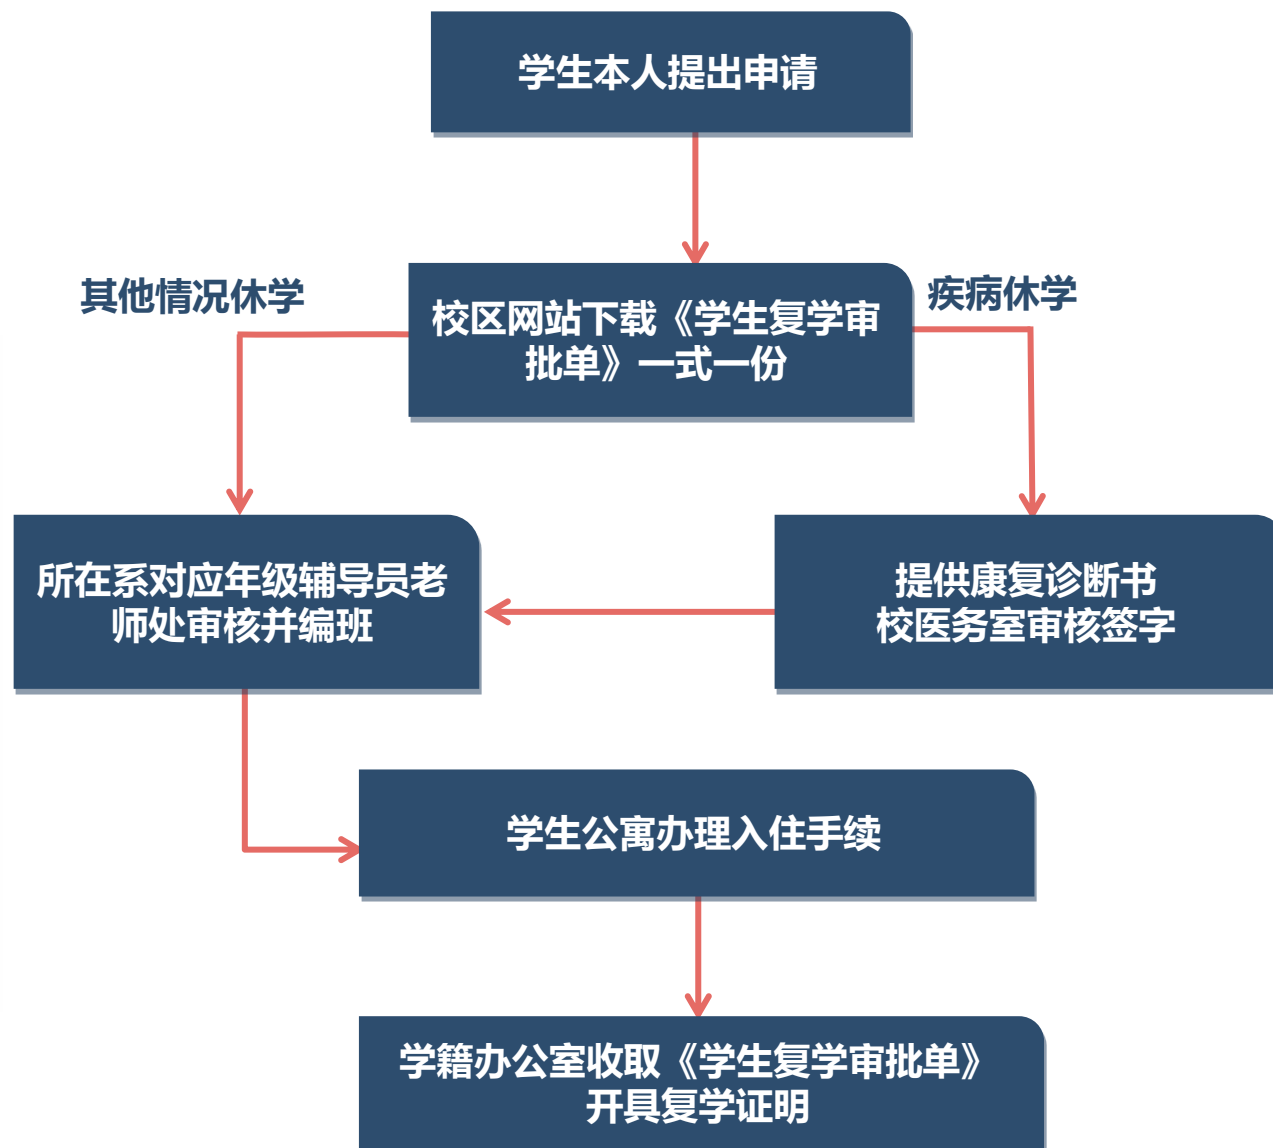 学生本人提出申请
其他情况休学
疾病休学
校区网站下载《学生复学审
批单》一式一份
所在系对应年级辅导员老
师处审核并编班
提供康复诊断书
校医务室审核签字
学生公寓办理入住手续
学籍办公室收取《学生复学审批单》
开具复学证明